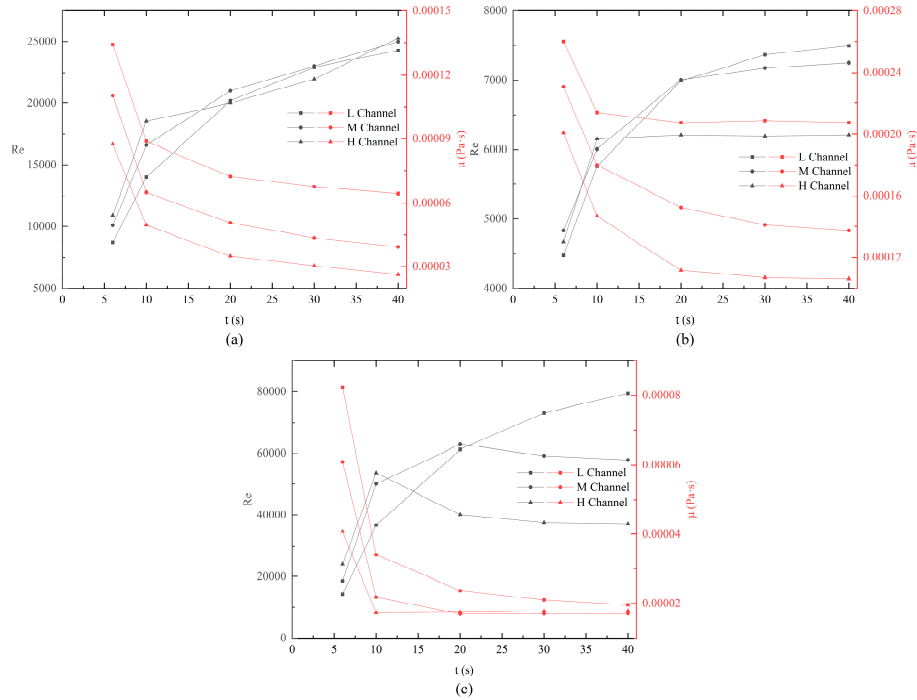 25000
20000
15000
10000
5000
Re
0 5 10 15 20 25 30 35 40
t (s)
0.00015
0.00012
0.00009
0.00006
0.00003
μ (Pa·s)
L Channel
M Channel
H Channel
(a)
8000
7000
6000
5000
4000
Re
0 5 10 15 20 25 30 35 40
t (s)
0.00028
0.00024
0.00020
0.00016
0.00012
μ (Pa·s)
L Channel
M Channel
H Channel
(b)
80000
60000
40000
20000
0
Re
0 5 10 15 20 25 30 35 40
t (s)
0.00008
0.00006
0.00004
0.00002
μ (Pa·s)
L Channel
M Channel
H Channel
(c)